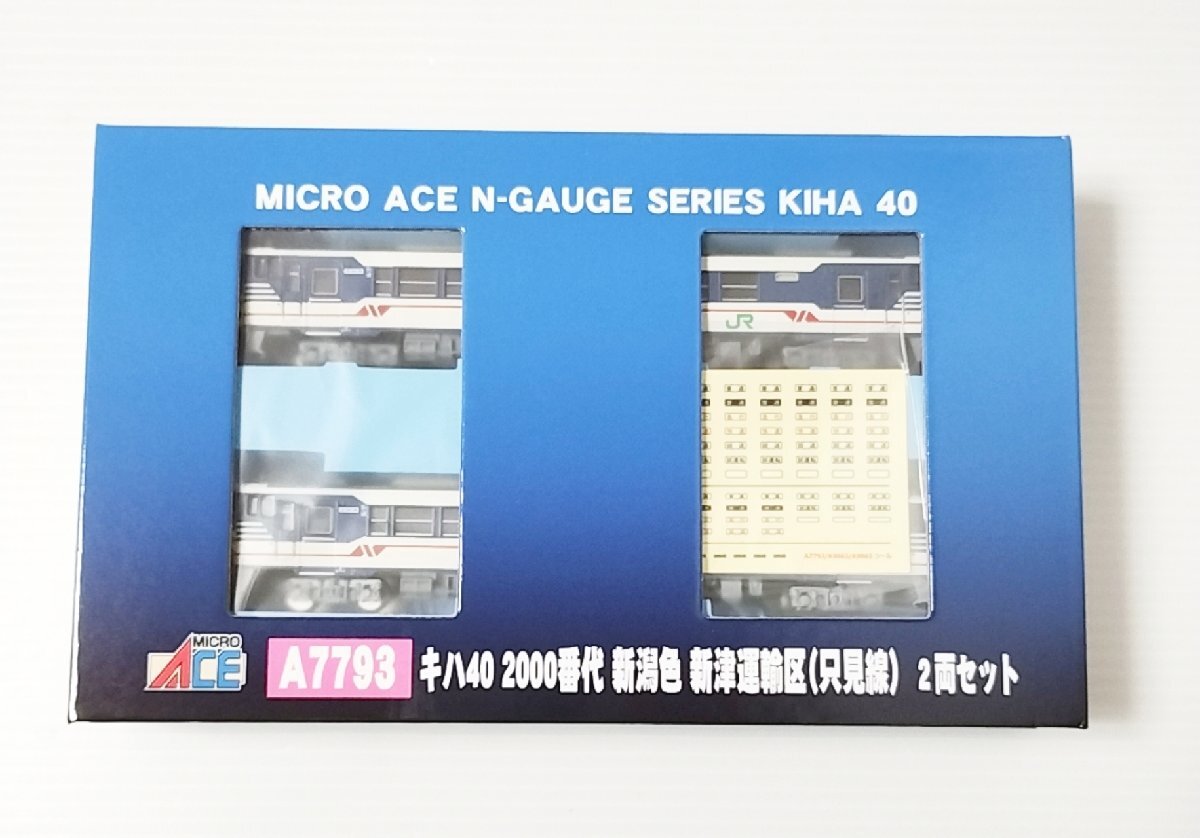 MICRO ACE N-GAUGE SERIES KIHA 40
JR
MICRO
ACE
A7793
キハ40 2000番代 新潟色 新津運輸区(只見線) 2両セット